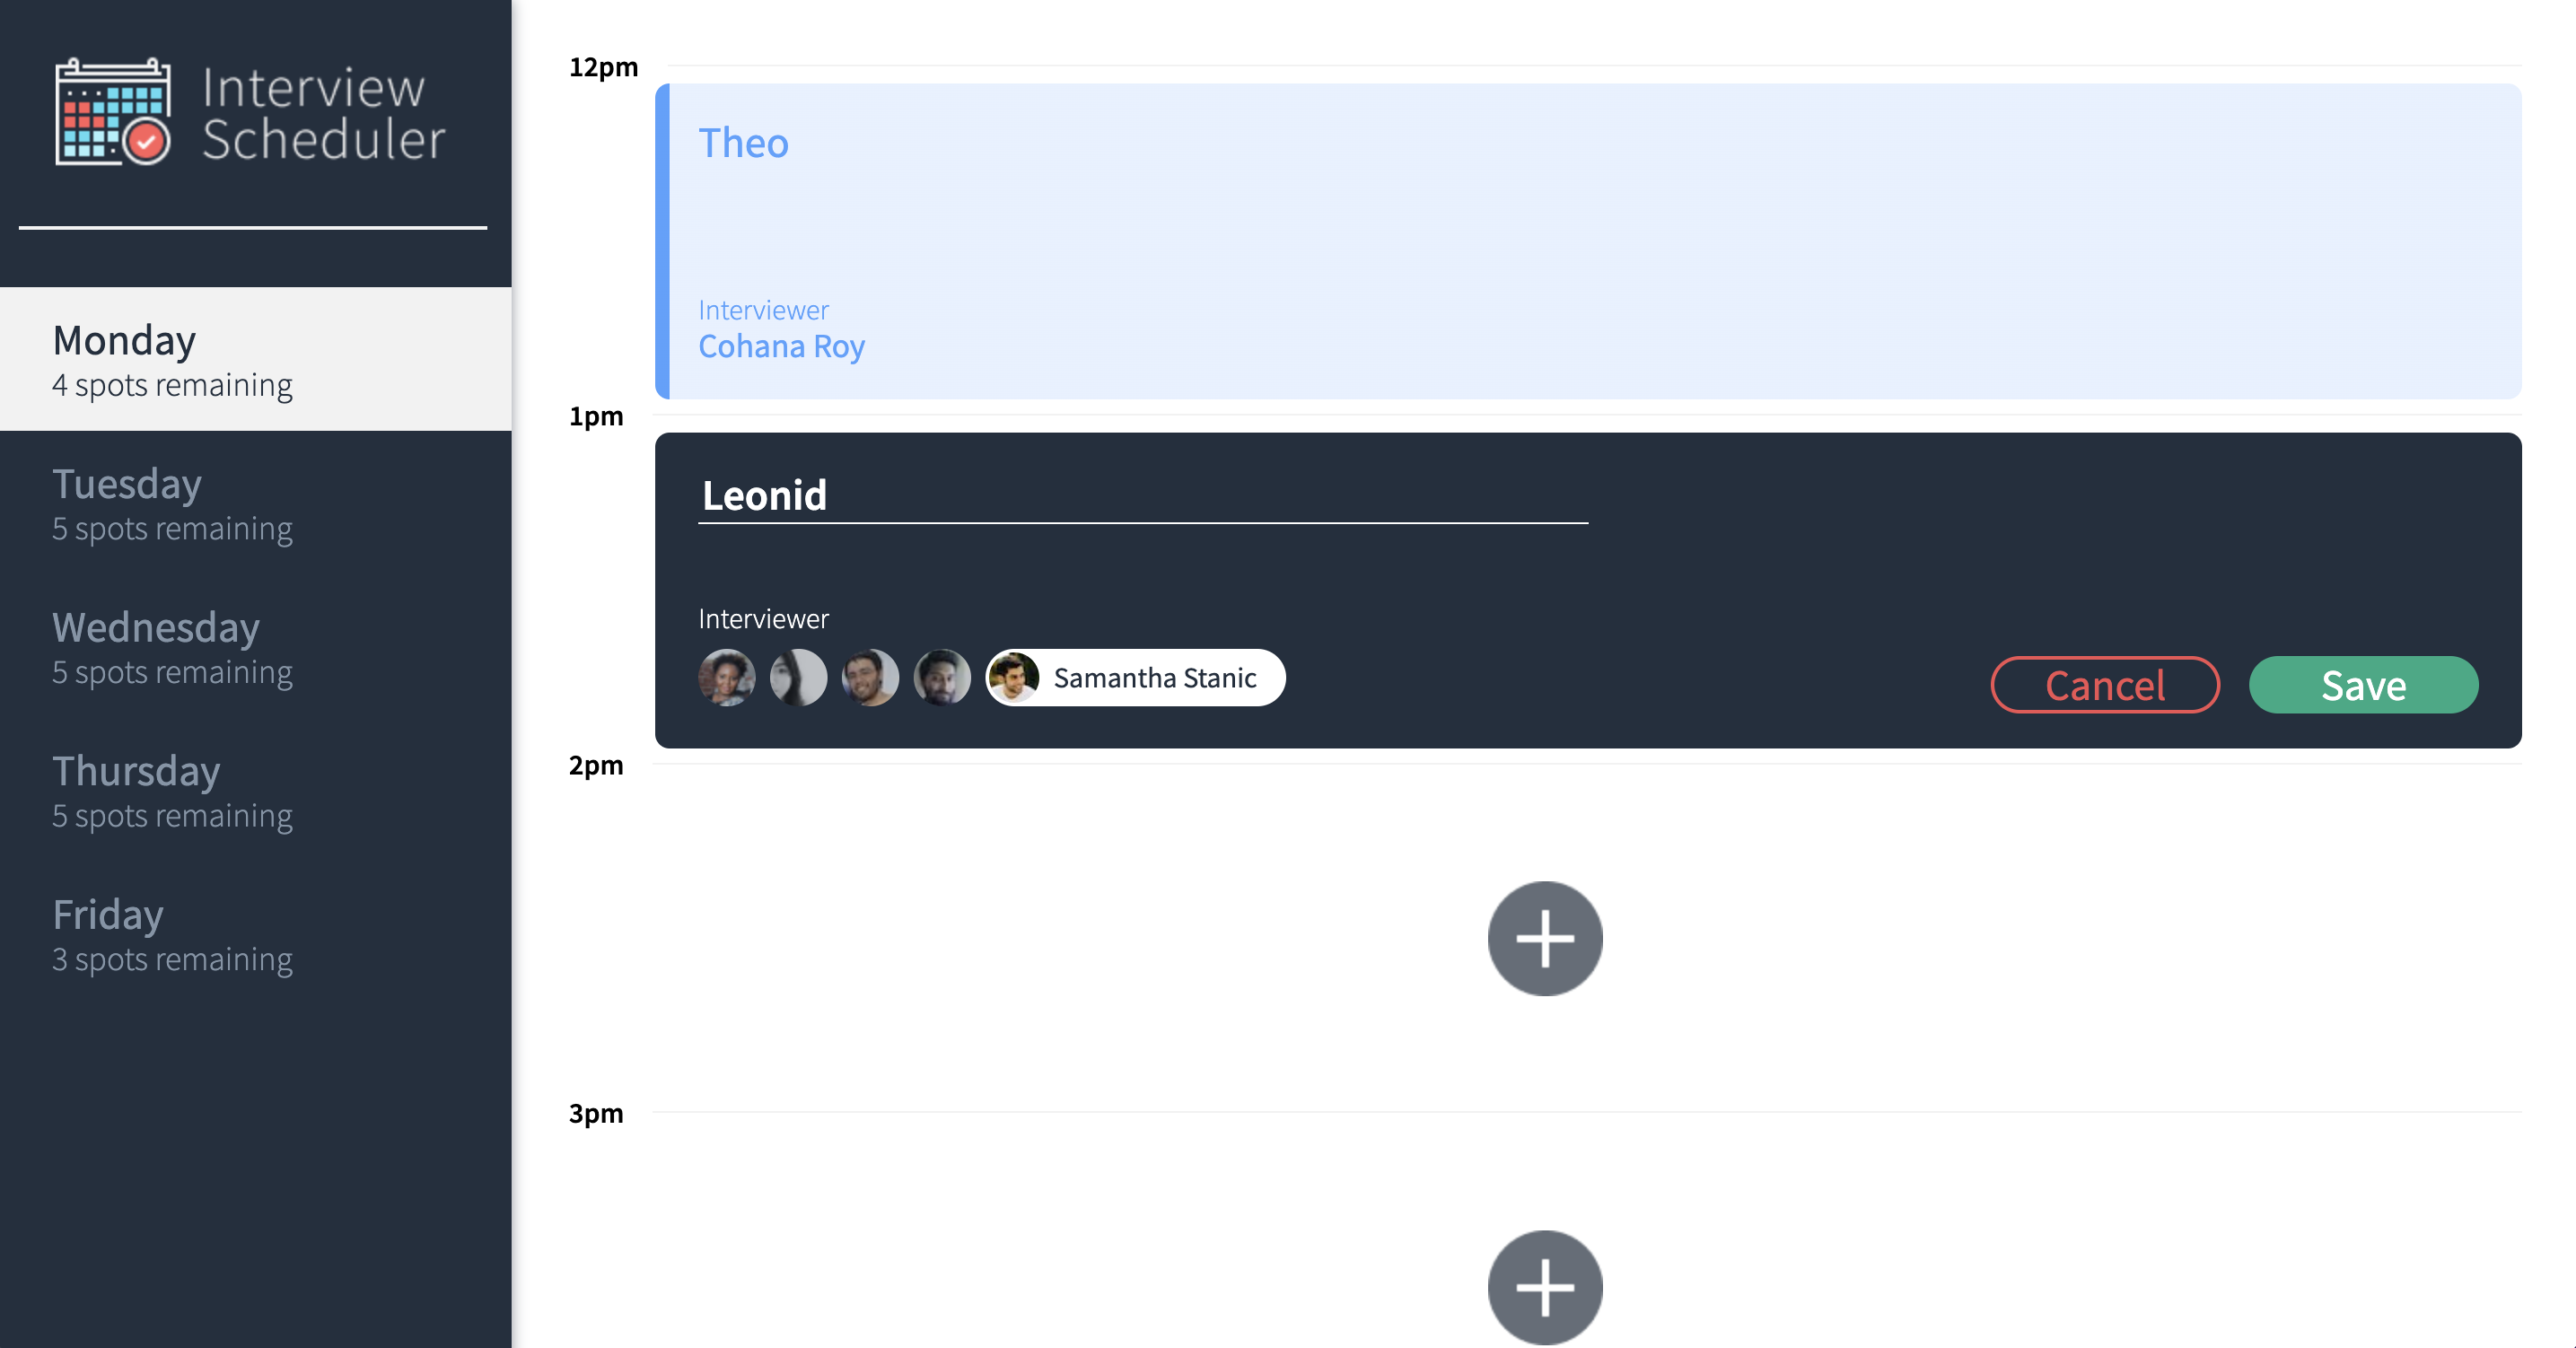 Interview
Scheduler
Monday
4 spots remaining
Tuesday
5 spots remaining
Wednesday
5 spots remaining
Thursday
5 spots remaining
Friday
3 spots remaining
12pm
Theo
Interviewer
Cohana Roy
1pm
Leonid
Interviewer
Samantha Stanic
Cancel
Save
2pm
3pm